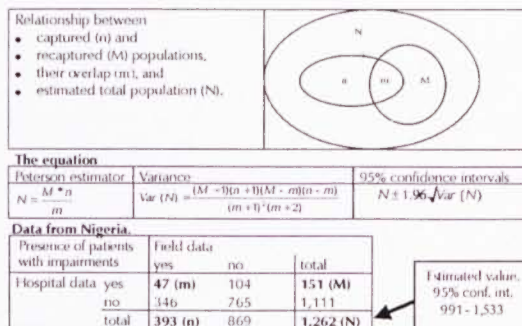 Relationship between
• captured (n) and
• recaptured (M) populations,
• their overlap (m), and
• estimated total population (N).
N
n m M
The equation
Peterson estimator Variance 95% confidence intervals
N = M * n / m Var (N) = (M + 1)(n + 1)(M - m)(n - m) / (m + 1)²(m + 2) N ± 1.96 √Var (N)
Data from Nigeria.
Presence of patients with impairments Field data
yes no total
Hospital data yes 47 (m) 104 151 (M)
no 346 765 1,111
total 393 (n) 869 1,262 (N)
Estimated value.
95% conf. int.
991 - 1,533